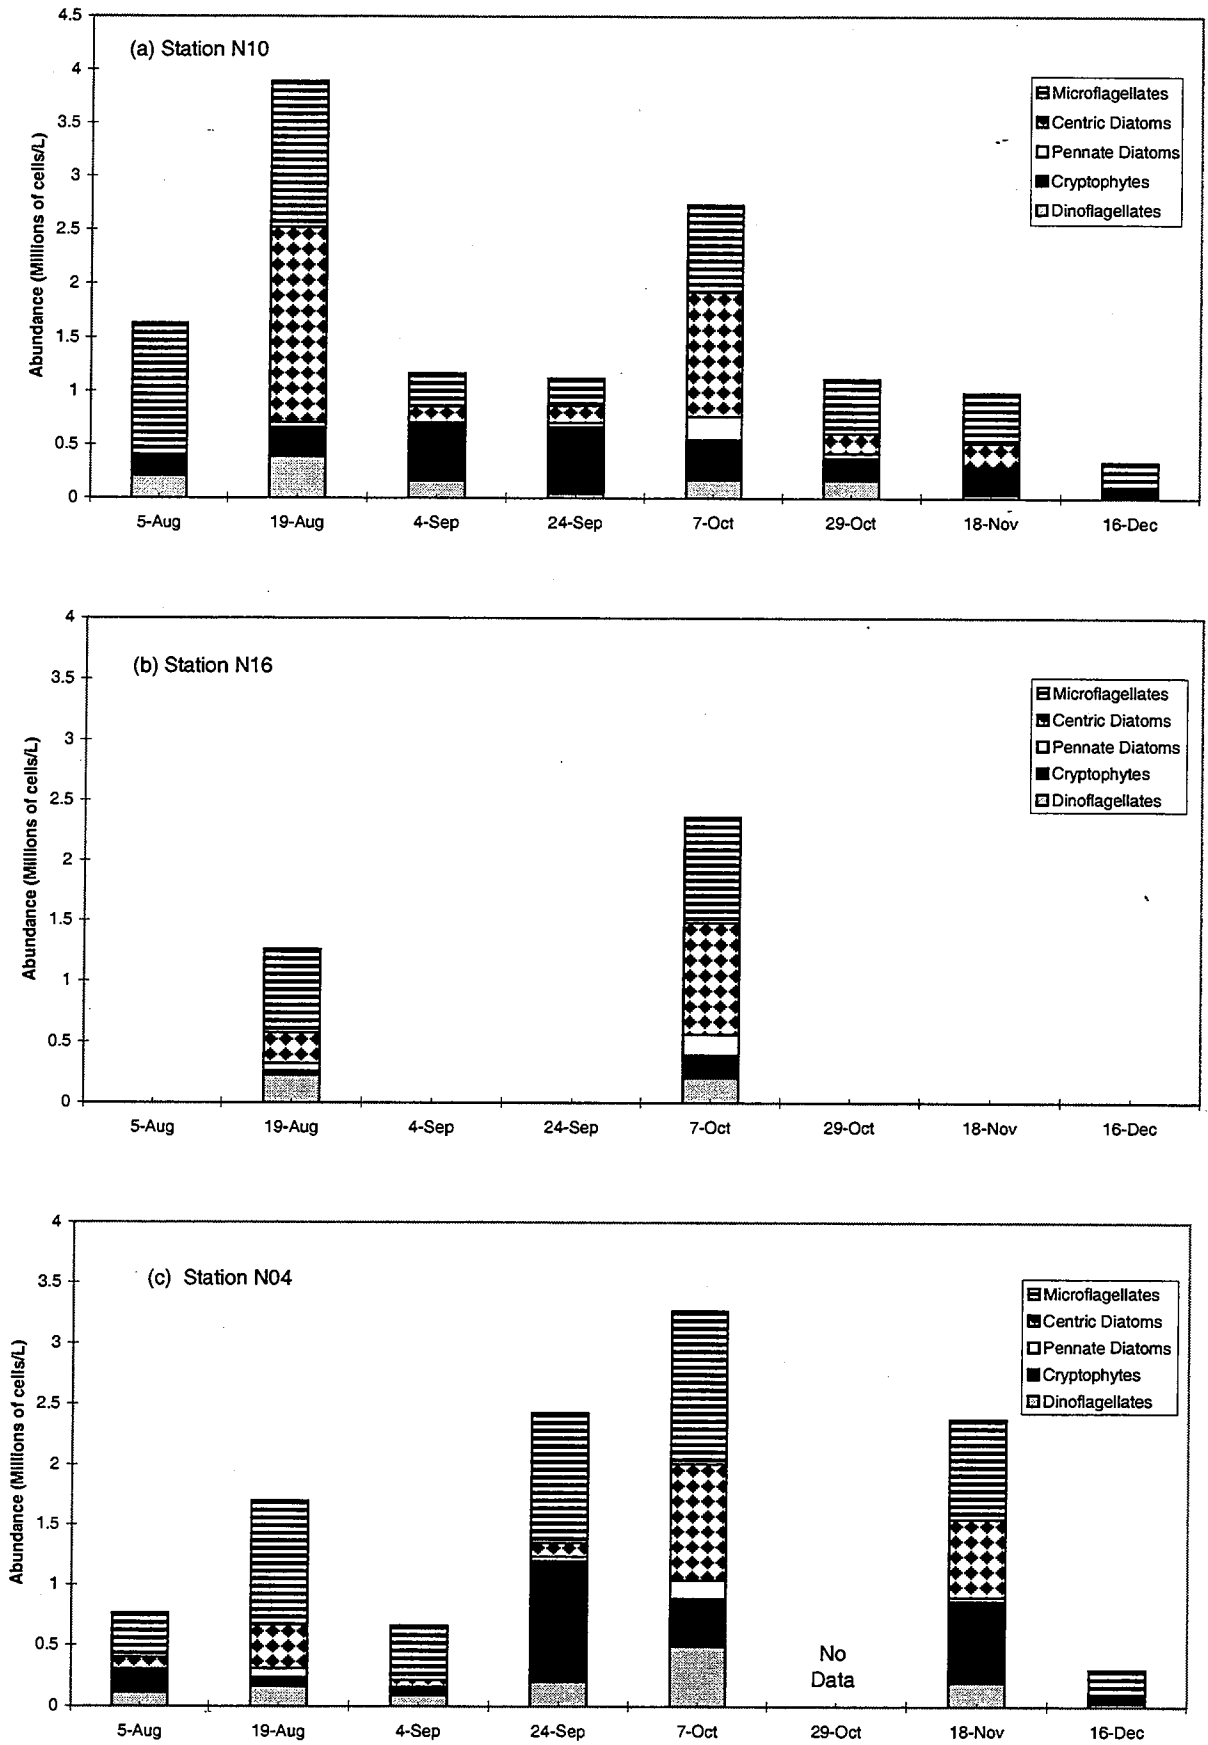 (a) Station N10
Abundance (Millions of cells/L)
4.5
4
3.5
3
2.5
2
1.5
1
0.5
0
Microflagellates
Centric Diatoms
Pennate Diatoms
Cryptophytes
Dinoflagellates
5-Aug 19-Aug 4-Sep 24-Sep 7-Oct 29-Oct 18-Nov 16-Dec
(b) Station N16
Abundance (Millions of cells/L)
4
3.5
3
2.5
2
1.5
1
0.5
0
Microflagellates
Centric Diatoms
Pennate Diatoms
Cryptophytes
Dinoflagellates
5-Aug 19-Aug 4-Sep 24-Sep 7-Oct 29-Oct 18-Nov 16-Dec
(c) Station N04
Abundance (Millions of cells/L)
4
3.5
3
2.5
2
1.5
1
0.5
0
Microflagellates
Centric Diatoms
Pennate Diatoms
Cryptophytes
Dinoflagellates
No
Data
5-Aug 19-Aug 4-Sep 24-Sep 7-Oct 29-Oct 18-Nov 16-Dec